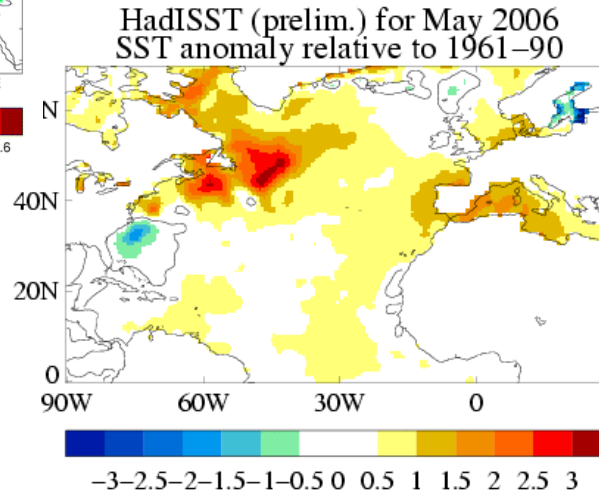 HadISST (prelim.) for May 2006
SST anomaly relative to 1961–90
N
40N
20N
0
90W 60W 30W 0
−3−2.5−2−1.5−1−0.5 0 0.5 1 1.5 2 2.5 3
.6